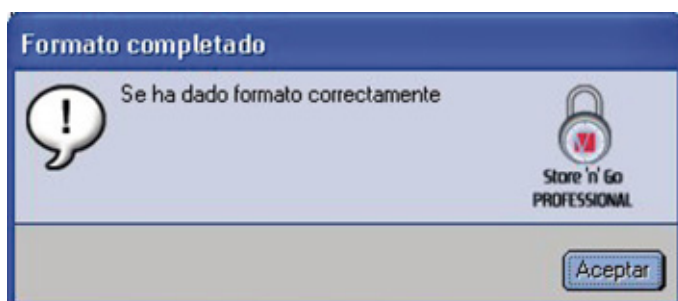 Formato completado
Se ha dado formato correctamente
!
Store 'n' Go
PROFESSIONAL
Aceptar